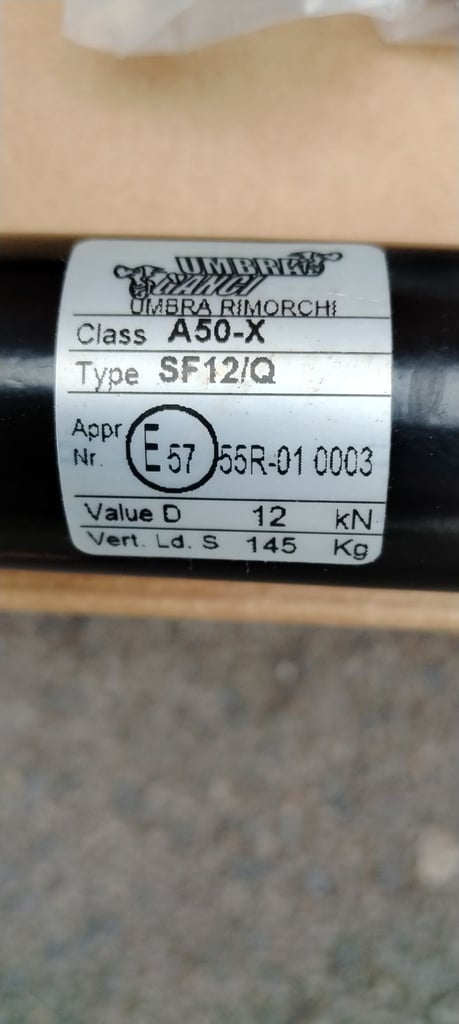 UMBRA
GANCI
UMBRA RIMORCHI
Class A50-X
Type SF12/Q
Appr. Nr. E 57 55R-01 0003
Value D 12 kN
Vert. Ld. S 145 Kg